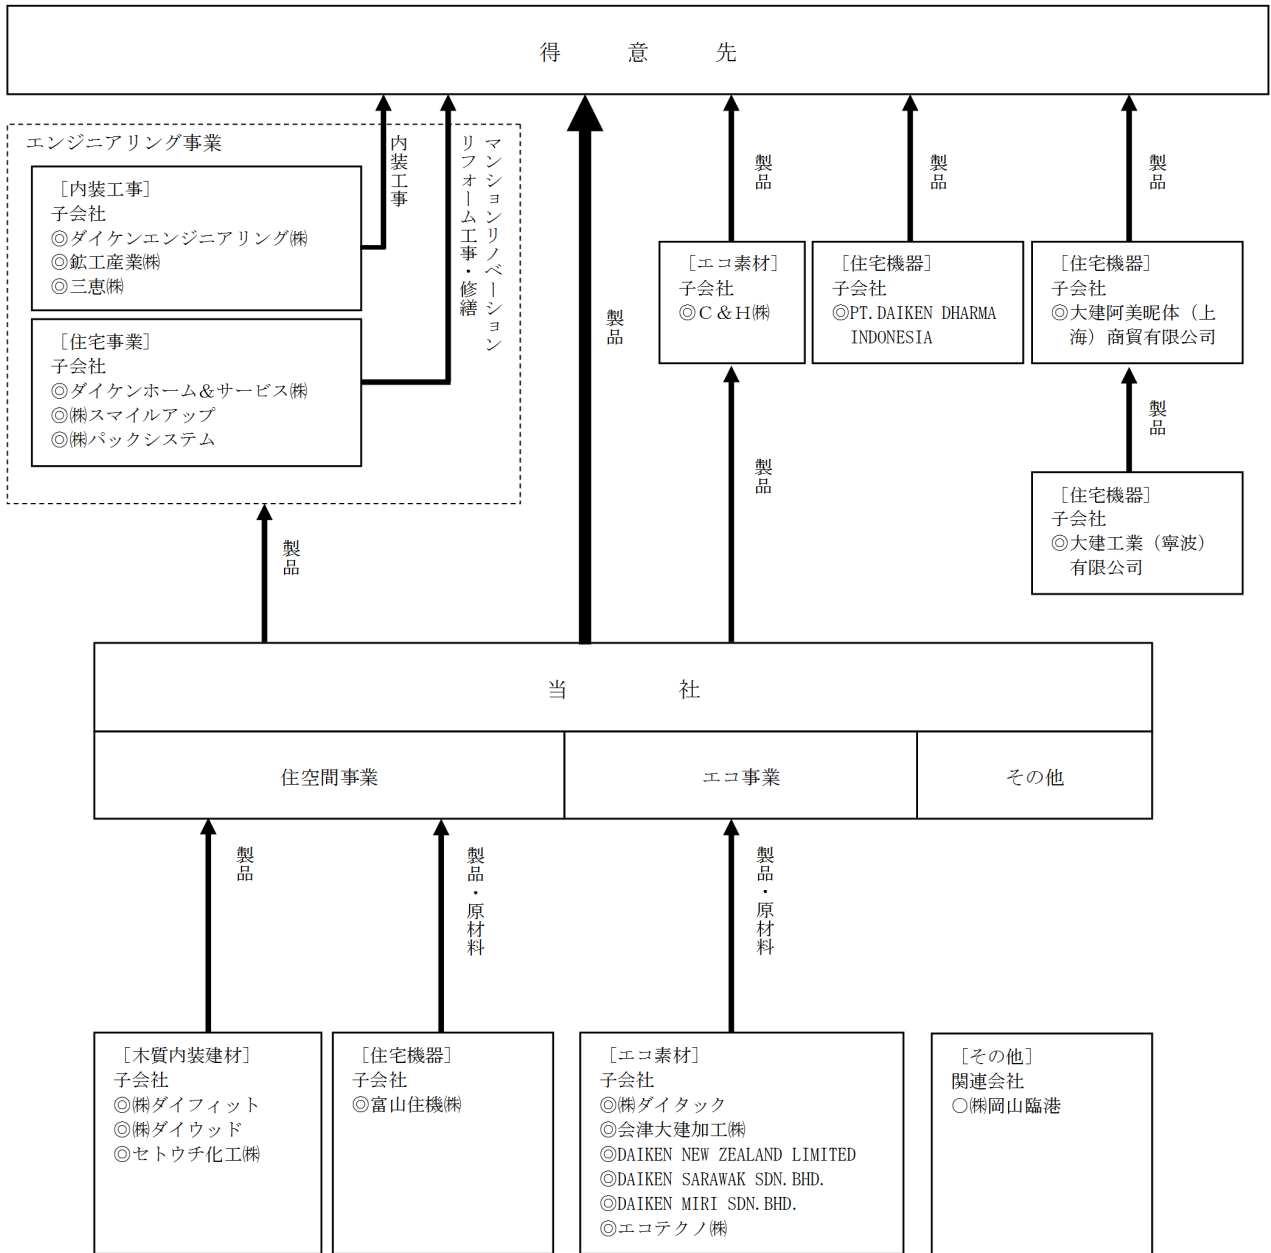 得意先
エンジニアリング事業
［内装工事］
子会社
◎ダイケンエンジニアリング㈱
◎鉱工産業㈱
◎三恵㈱
［住宅事業］
子会社
◎ダイケンホーム＆サービス㈱
◎㈱スマイルアップ
◎㈱パックシステム
内装工事
マンションリノベーション
リフォーム工事・修繕
製品
製品
製品
製品
［エコ素材］
子会社
◎Ｃ＆Ｈ㈱
［住宅機器］
子会社
◎PT.DAIKEN DHARMA
INDONESIA
［住宅機器］
子会社
◎大建阿美昵体（上
海）商貿有限公司
製品
製品
［住宅機器］
子会社
◎大建工業（寧波）
有限公司
製品
当社
住空間事業
エコ事業
その他
製品
製品・原材料
製品・原材料
［木質内装建材］
子会社
◎㈱ダイフィット
◎㈱ダイウッド
◎セトウチ化工㈱
［住宅機器］
子会社
◎富山住機㈱
［エコ素材］
子会社
◎㈱ダイタック
◎会津大建加工㈱
◎DAIKEN NEW ZEALAND LIMITED
◎DAIKEN SARAWAK SDN.BHD.
◎DAIKEN MIRI SDN.BHD.
◎エコテクノ㈱
［その他］
関連会社
○㈱岡山臨港